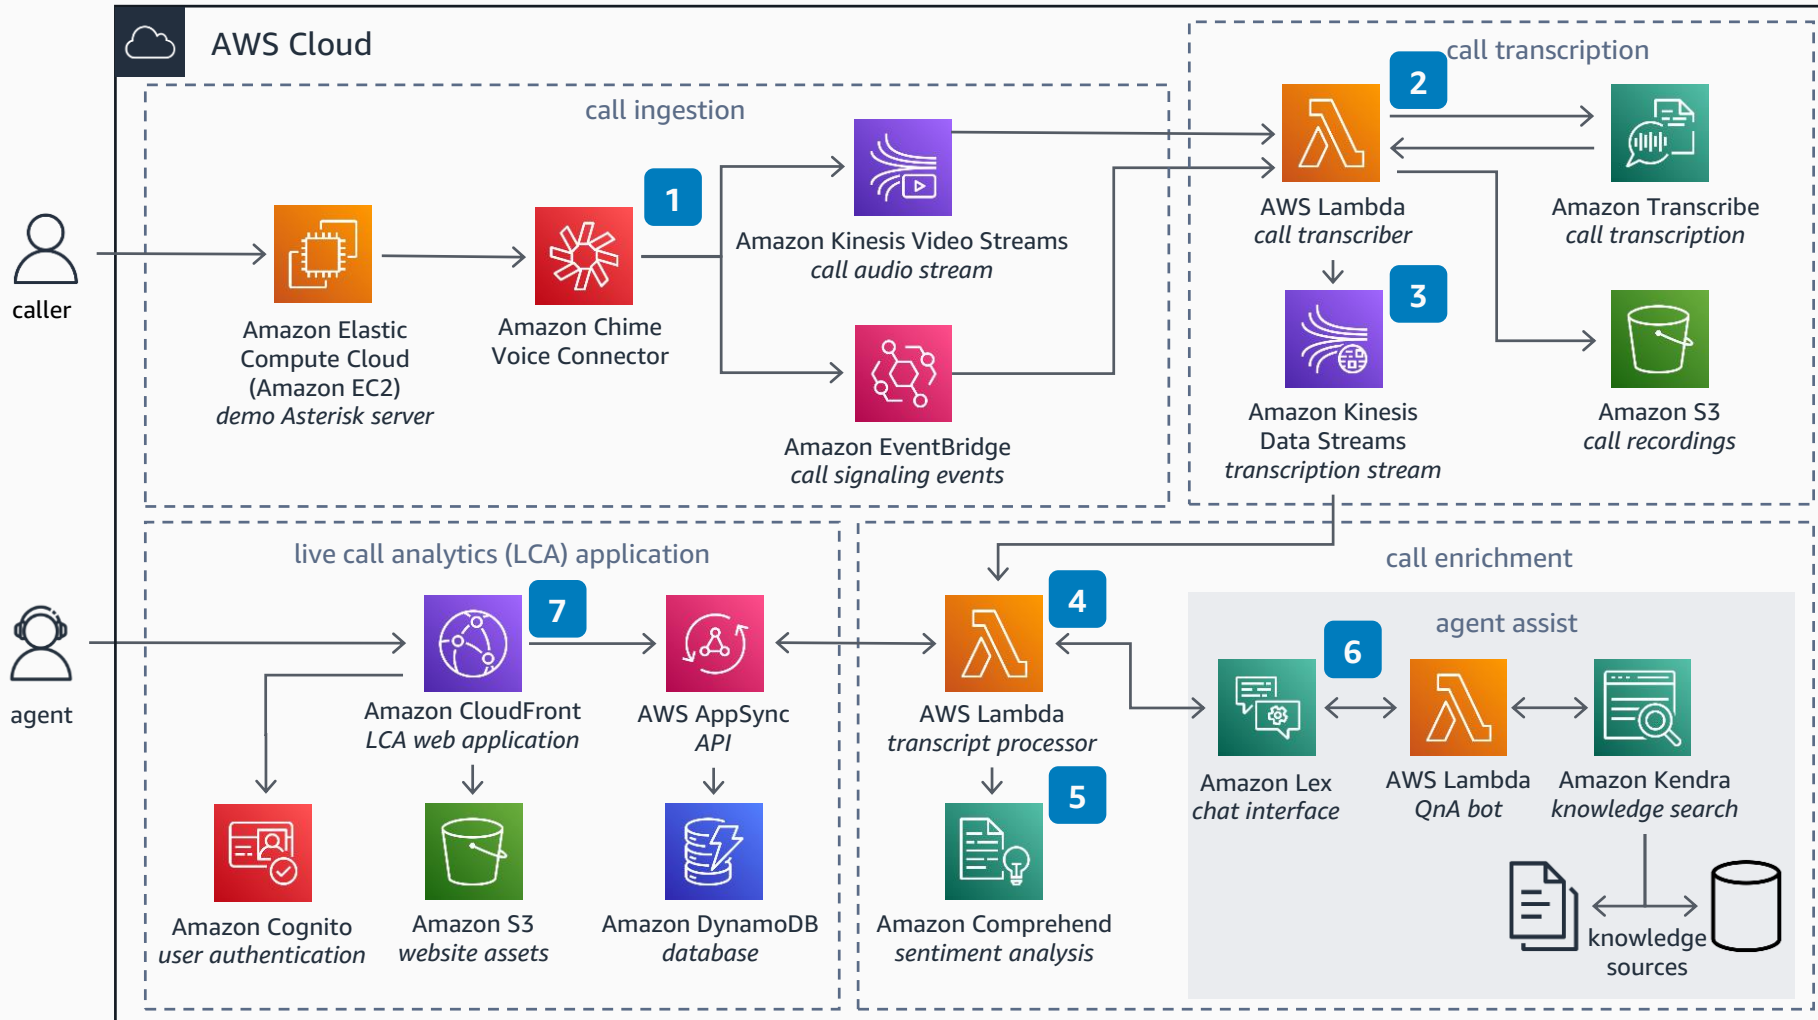 AWS Cloud
call ingestion
call transcription
caller
Amazon Elastic
Compute Cloud
(Amazon EC2)
demo Asterisk server
Amazon Chime
Voice Connector
1
Amazon Kinesis Video Streams
call audio stream
Amazon EventBridge
call signaling events
2
AWS Lambda
call transcriber
Amazon Transcribe
call transcription
3
Amazon Kinesis
Data Streams
transcription stream
Amazon S3
call recordings
live call analytics (LCA) application
agent
7
Amazon CloudFront
LCA web application
AWS AppSync
API
Amazon Cognito
user authentication
Amazon S3
website assets
Amazon DynamoDB
database
call enrichment
4
AWS Lambda
transcript processor
5
Amazon Comprehend
sentiment analysis
agent assist
6
Amazon Lex
chat interface
AWS Lambda
QnA bot
Amazon Kendra
knowledge search
knowledge
sources